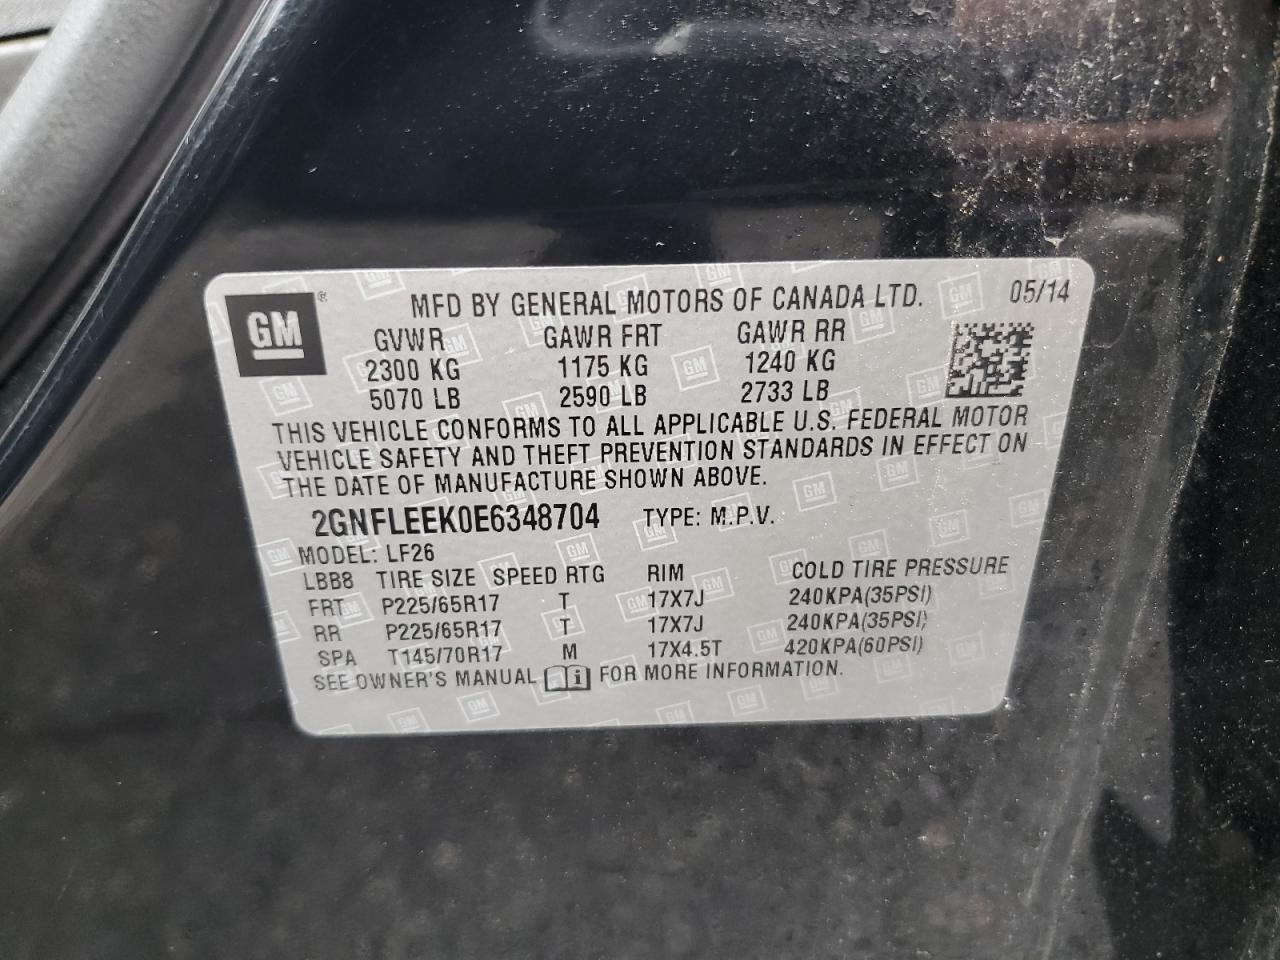 GM ® MFD BY GENERAL MOTORS OF CANADA LTD. 05/14
GVWR GAWR FRT GAWR RR
2300 KG 1175 KG 1240 KG
5070 LB 2590 LB 2733 LB
THIS VEHICLE CONFORMS TO ALL APPLICABLE U.S. FEDERAL MOTOR
VEHICLE SAFETY AND THEFT PREVENTION STANDARDS IN EFFECT ON
THE DATE OF MANUFACTURE SHOWN ABOVE.
2GNFLEEK0E6348704 TYPE: M.P.V.
MODEL: LF26
LBB8 TIRE SIZE SPEED RTG RIM COLD TIRE PRESSURE
FRT P225/65R17 T 17X7J 240KPA(35PSI)
RR P225/65R17 T 17X7J 240KPA(35PSI)
SPA T145/70R17 M 17X4.5T 420KPA(60PSI)
SEE OWNER'S MANUAL i FOR MORE INFORMATION.